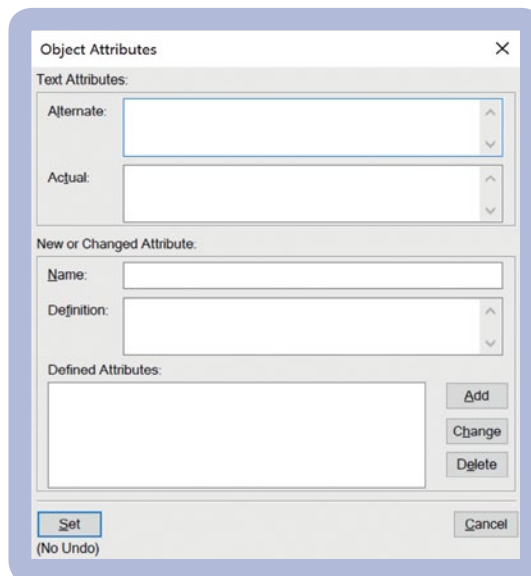 Object Attributes
Text Attributes:
Alternate:
Actual:
New or Changed Attribute:
Name:
Definition:
Defined Attributes:
Add
Change
Delete
Set
Cancel
(No Undo)